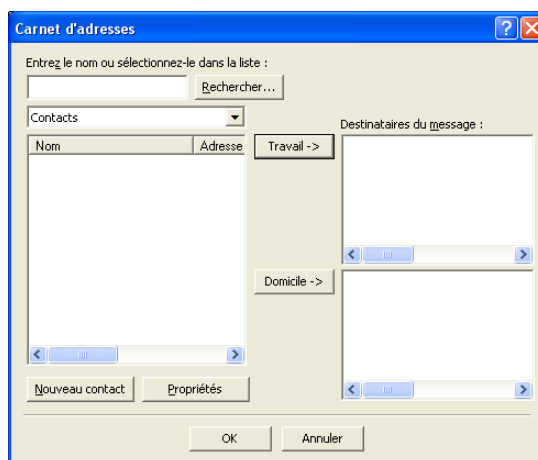 Carnet d'adresses
Entrez le nom ou sélectionnez-le dans la liste :
Rechercher...
Contacts
Destinataires du message :
Nom Adresse
Travail ->
Domicile ->
Nouveau contact Propriétés
OK Annuler